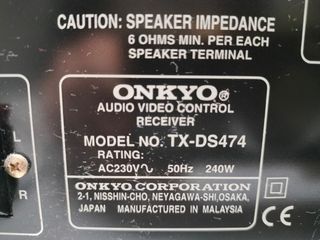 CAUTION: SPEAKER IMPEDANCE
6 OHMS MIN. PER EACH
SPEAKER TERMINAL
ONKYO®
AUDIO VIDEO CONTROL
RECEIVER
MODEL NO. TX-DS474
RATING:
AC230V∿ 50Hz 240W
ONKYO CORPORATION
2-1, NISSHIN-CHO, NEYAGAWA-SHI,OSAKA,
JAPAN MANUFACTURED IN MALAYSIA
L
R